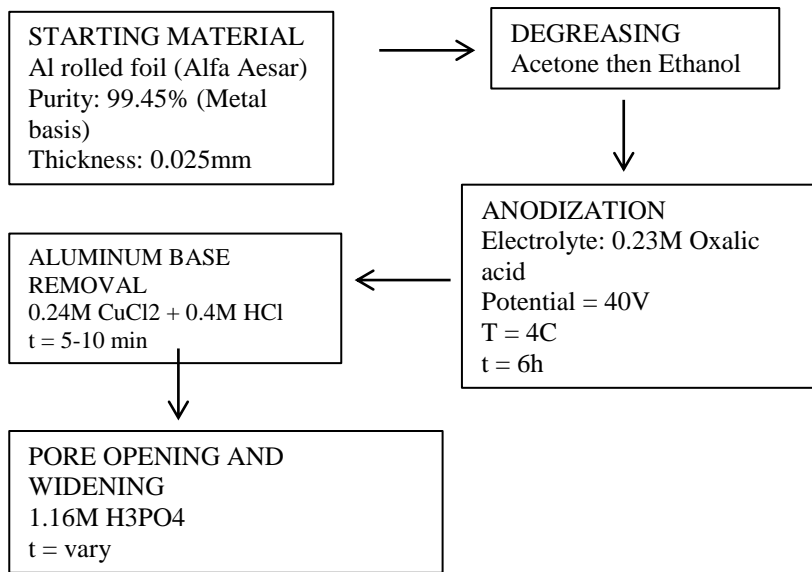 STARTING MATERIAL
Al rolled foil (Alfa Aesar)
Purity: 99.45% (Metal
basis)
Thickness: 0.025mm
DEGREASING
Acetone then Ethanol
ANODIZATION
Electrolyte: 0.23M Oxalic
acid
Potential = 40V
T = 4C
t = 6h
ALUMINUM BASE
REMOVAL
0.24M CuCl2 + 0.4M HCl
t = 5-10 min
PORE OPENING AND
WIDENING
1.16M H3PO4
t = vary